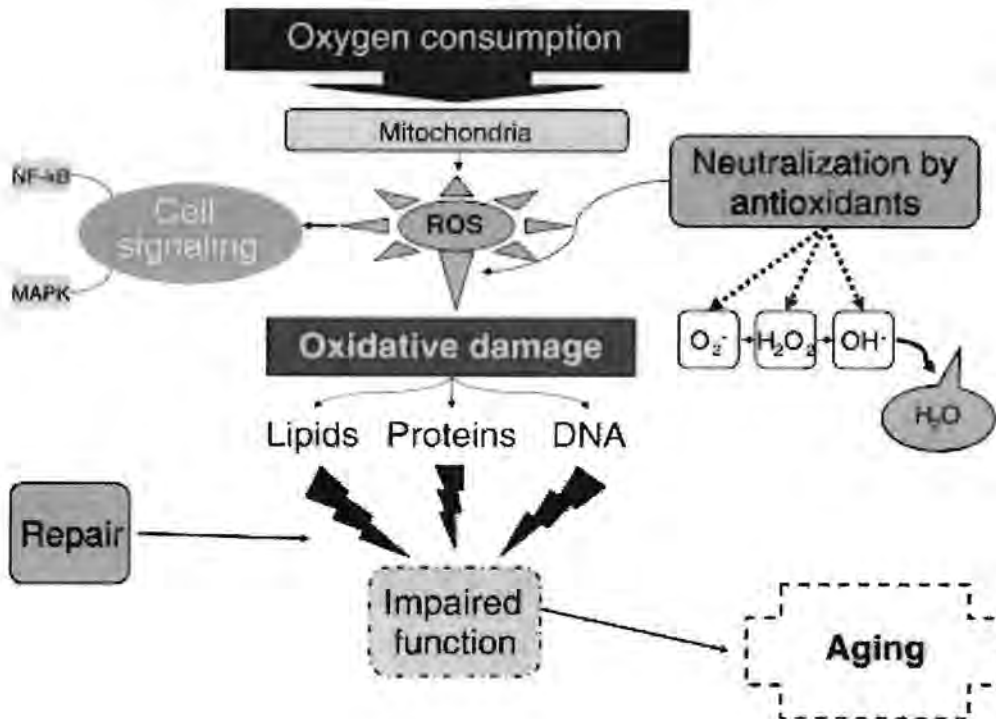 Oxygen consumption
Mitochondria
Neutralization by
antioxidants
NF-kB
Cell
signaling
ROS
MAPK
O₂⁻
H₂O₂
OH·
Oxidative damage
H₂O
Lipids Proteins DNA
Repair
Impaired
function
Aging